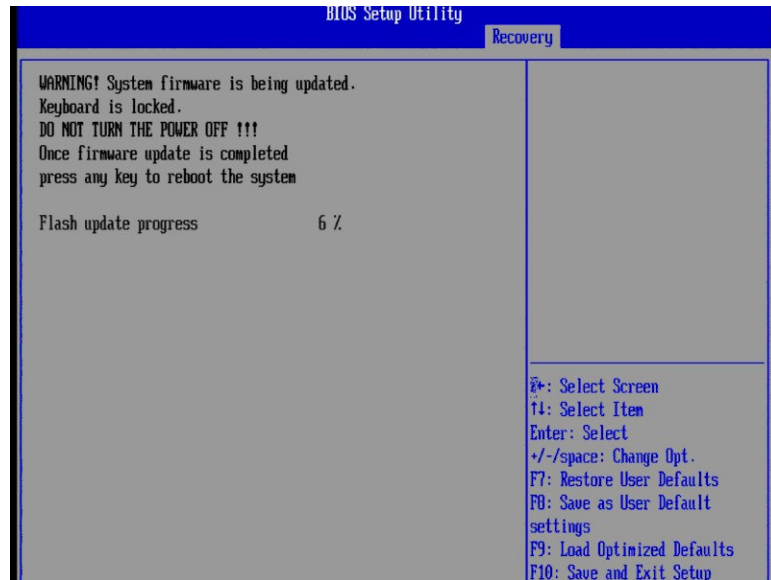 BIOS Setup Utility
Recovery
WARNING! System firmware is being updated.
Keyboard is locked.
DO NOT TURN THE POWER OFF !!!
Once firmware update is completed
press any key to reboot the system
Flash update progress 6 %
: Select Screen
↑↓: Select Item
Enter: Select
+/-/space: Change Opt.
F7: Restore User Defaults
F8: Save as User Default
settings
F9: Load Optimized Defaults
F10: Save and Exit Setup